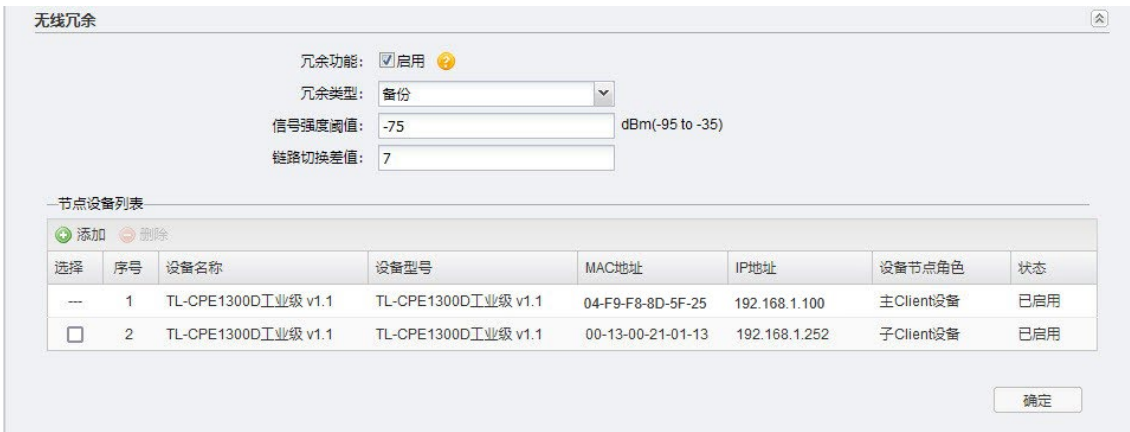 无线冗余
冗余功能： 启用
冗余类型： 备份
信号强度阈值： -75 dBm(-95 to -35)
链路切换差值： 7
节点设备列表
添加 删除
选择 序号 设备名称 设备型号 MAC地址 IP地址 设备节点角色 状态
--- 1 TL-CPE1300D工业级 v1.1 TL-CPE1300D工业级 v1.1 04-F9-F8-8D-5F-25 192.168.1.100 主Client设备 已启用
2 TL-CPE1300D工业级 v1.1 TL-CPE1300D工业级 v1.1 00-13-00-21-01-13 192.168.1.252 子Client设备 已启用
确定